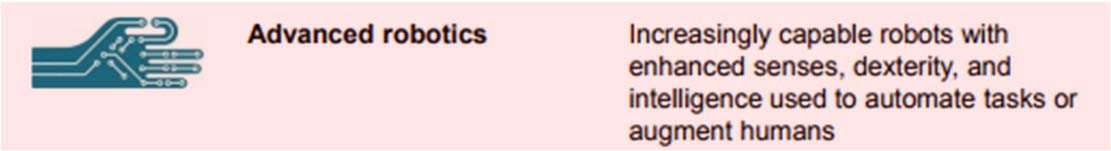 Advanced robotics
Increasingly capable robots with
enhanced senses, dexterity, and
intelligence used to automate tasks or
augment humans